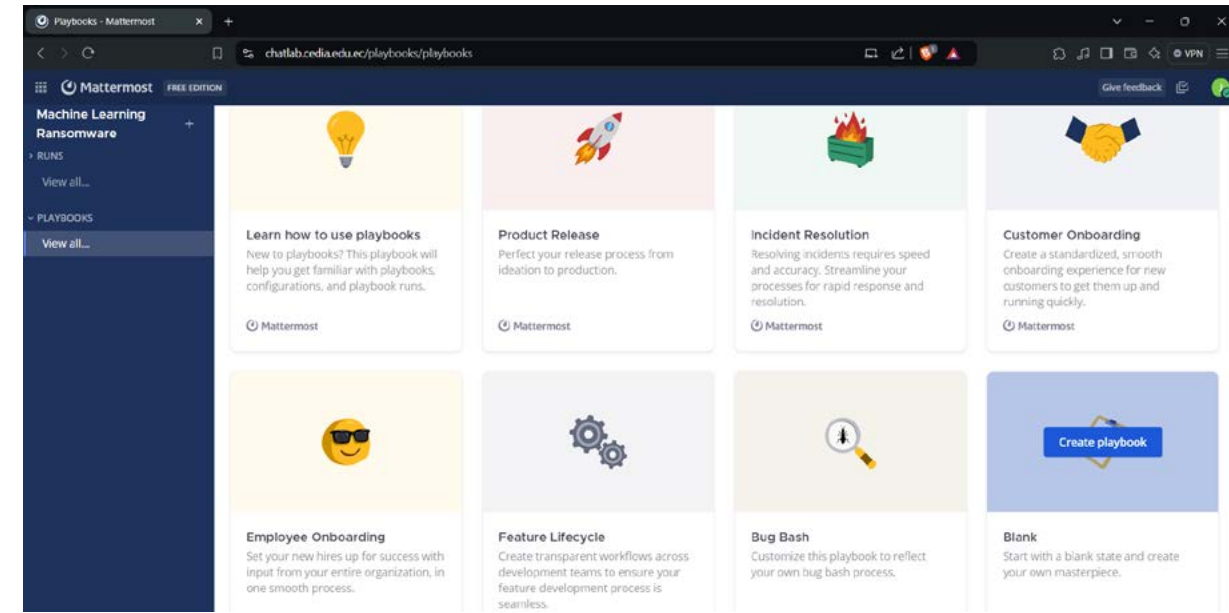 Playbooks - Mattermost
chatlab.cedia.edu.ec/playbooks/playbooks
VPN
Mattermost FREE EDITION
Give feedback
Machine Learning
Ransomware
RUNS
View all...
PLAYBOOKS
View all...
Learn how to use playbooks
New to playbooks? This playbook will
help you get familiar with playbooks,
configurations, and playbook runs.
Mattermost
Product Release
Perfect your release process from
ideation to production.
Mattermost
Incident Resolution
Resolving incidents requires speed
and accuracy. Streamline your
processes for rapid response and
resolution.
Mattermost
Customer Onboarding
Create a standardized, smooth
onboarding experience for new
customers to get them up and
running quickly.
Mattermost
Employee Onboarding
Set your new hires up for success with
input from your entire organization, in
one smooth process.
Feature Lifecycle
Create transparent workflows across
development teams to ensure your
feature development process is
seamless.
Bug Bash
Customize this playbook to reflect
your own bug bash process.
Create playbook
Blank
Start with a blank state and create
your own masterpiece.